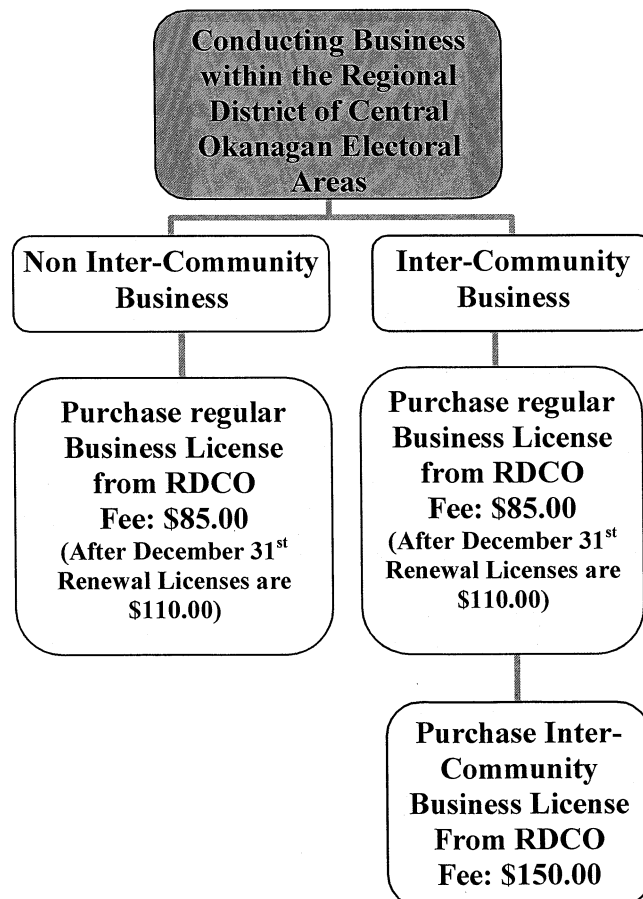 Conducting Business
within the Regional
District of Central
Okanagan Electoral
Areas
Non Inter-Community
Business
Inter-Community
Business
Purchase regular
Business License
from RDCO
Fee: $85.00
(After December 31st
Renewal Licenses are
$110.00)
Purchase regular
Business License
from RDCO
Fee: $85.00
(After December 31st
Renewal Licenses are
$110.00)
Purchase Inter-
Community
Business License
From RDCO
Fee: $150.00